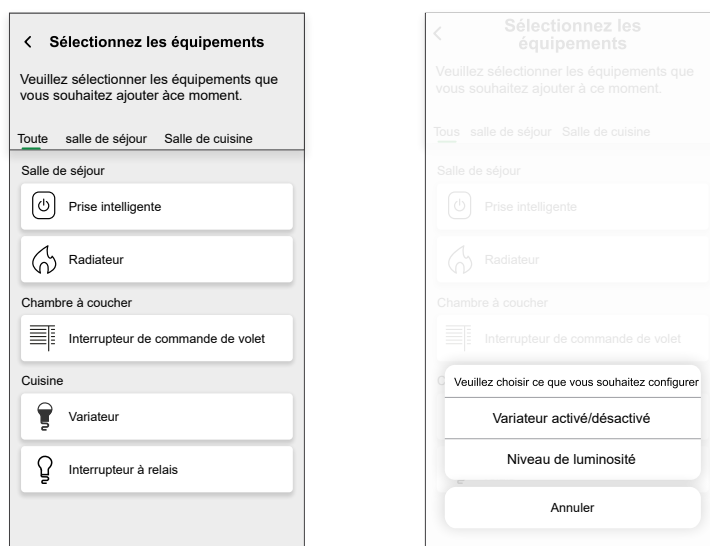 Sélectionnez les équipements
Veuillez sélectionner les équipements que
vous souhaitez ajouter àce moment.
Toute salle de séjour Salle de cuisine
Salle de séjour
Prise intelligente
Radiateur
Chambre à coucher
Interrupteur de commande de volet
Cuisine
Variateur
Interrupteur à relais
Sélectionnez les
équipements
Veuillez sélectionner les équipements que
vous souhaitez ajouter à ce moment.
Tous salle de séjour Salle de cuisine
Salle de séjour
Prise intelligente
Radiateur
Chambre à coucher
Interrupteur de commande de volet
C
Veuillez choisir ce que vous souhaitez configurer
Variateur activé/désactivé
Niveau de luminosité
Annuler